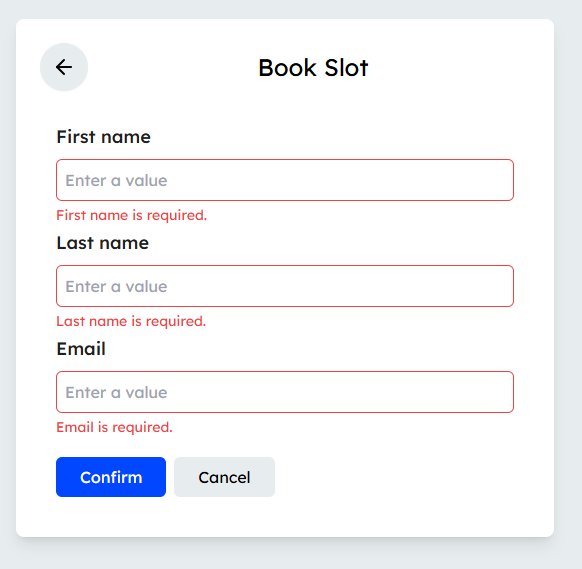 Book Slot
First name
Enter a value
First name is required.
Last name
Enter a value
Last name is required.
Email
Enter a value
Email is required.
Confirm Cancel